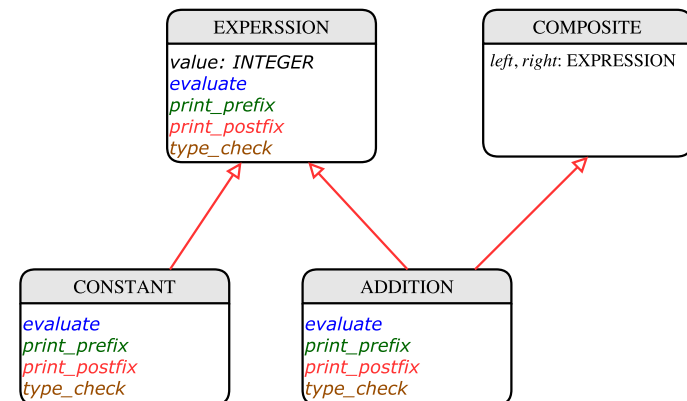 EXPERSSION
value: INTEGER
evaluate
print_prefix
print_postfix
type_check
COMPOSITE
left, right: EXPRESSION
CONSTANT
evaluate
print_prefix
print_postfix
type_check
ADDITION
evaluate
print_prefix
print_postfix
type_check